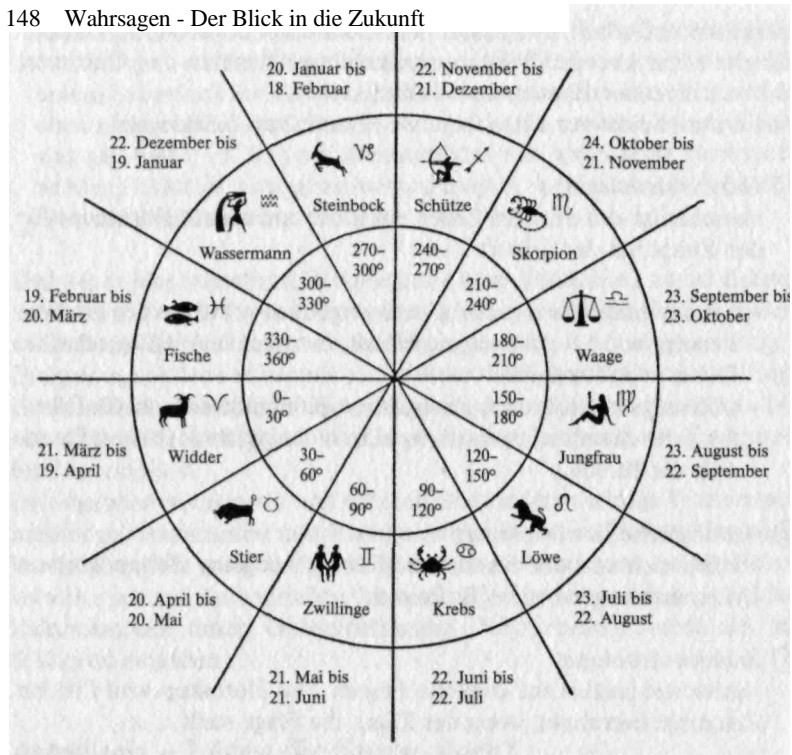 148 Wahrsagen - Der Blick in die Zukunft
20. Januar bis
18. Februar
22. November bis
21. Dezember
22. Dezember bis
19. Januar
24. Oktober bis
21. November
Steinbock
Schütze
Wassermann
Skorpion
270–
300°
240–
270°
300–
330°
210–
240°
19. Februar bis
20. März
23. September bis
23. Oktober
Fische
330–
360°
180–
210°
Waage
0–
30°
150–
180°
21. März bis
19. April
Widder
Jungfrau
23. August bis
22. September
30–
60°
120–
150°
60–
90°
90–
120°
Stier
Löwe
Zwillinge
Krebs
20. April bis
20. Mai
23. Juli bis
22. August
21. Mai bis
21. Juni
22. Juni bis
22. Juli